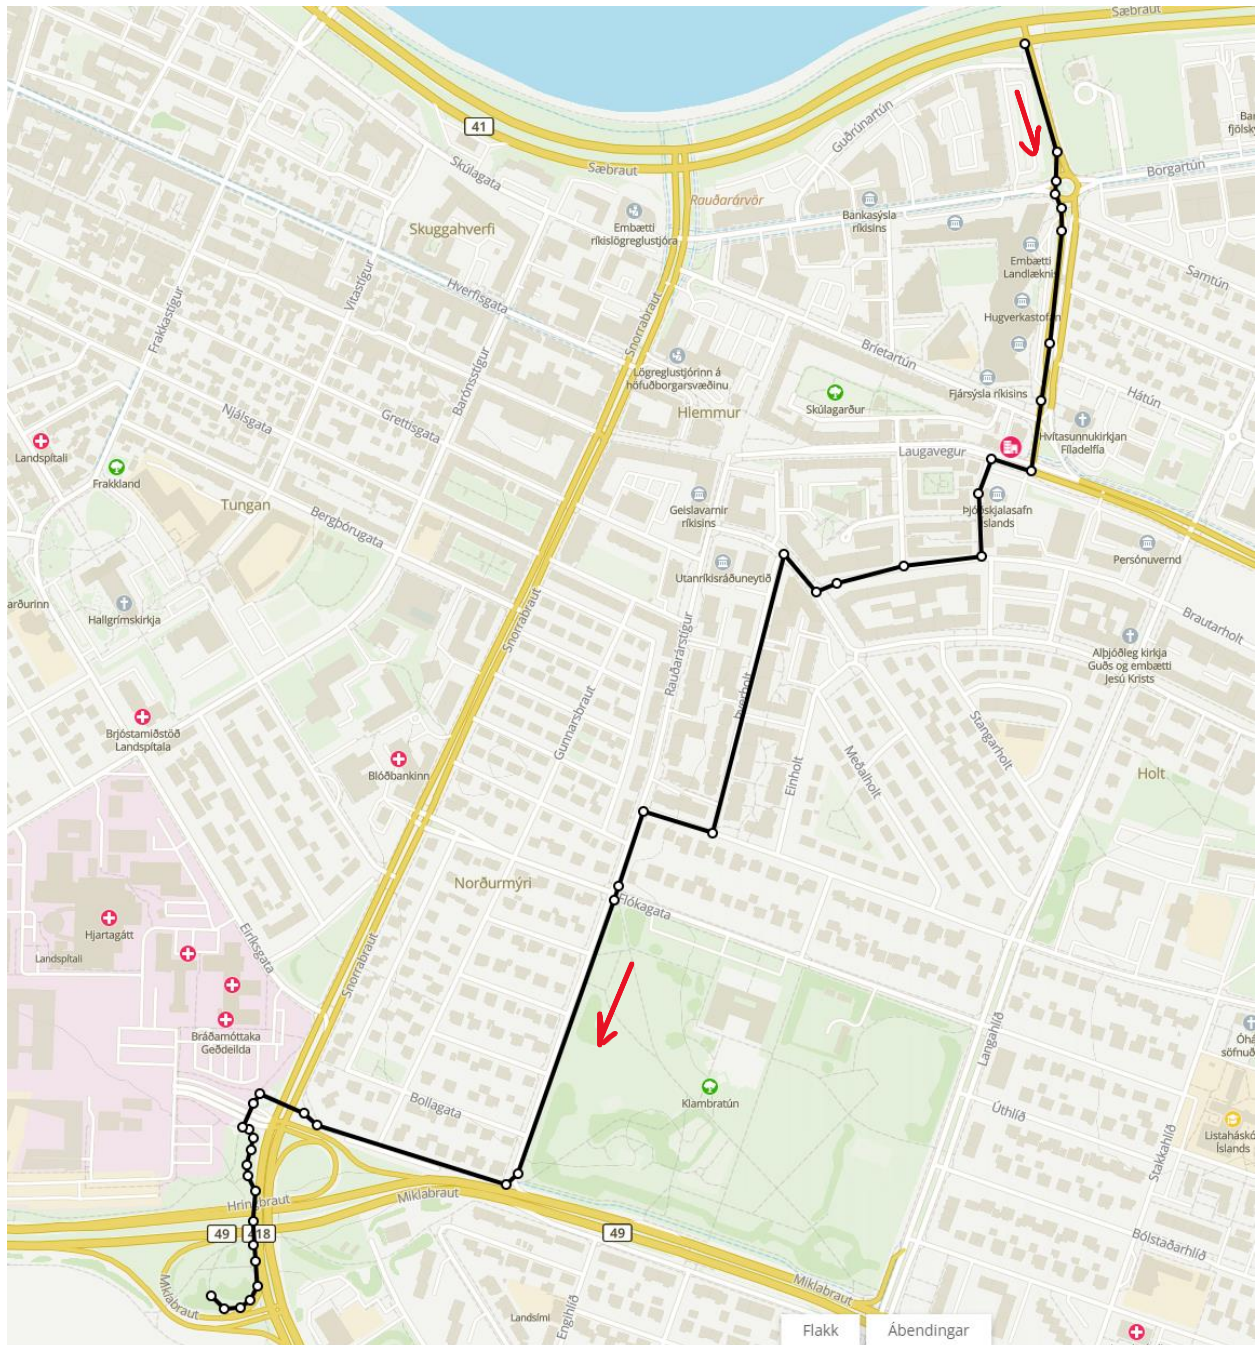 Sæbraut
41
Guðrúnartún
Skúlagata
Sæbraut
Borgartún
Rauðarárvör
Bankasýsla
ríkisins
Skuggahverfi
Embætti
ríkislögreglustjóra
Embætti
Landlæknis
Samtún
Vitastígur
Hverfisgata
Frakkastígur
Snorrabraut
Hugverkastofan
Barónsstígur
Bríetartún
Lögreglustjórinn á
höfuðborgarsvæðinu
Fjársýsla ríkisins
Hátún
Skúlagarður
Hlemmur
Njálsgata
Grettisgata
Hvítasunnukirkjan
Fíladelfía
Landspítali
Laugavegur
Frakkland
Tungan
Geislavarnir
ríkisins
Þjóðskjalasafn
Íslands
Bergþórugata
Persónuvernd
Utanríkisráðuneytið
Hallgrímskirkja
Snorrabraut
Brautarholt
Rauðarárstígur
Alþjóðleg kirkja
Guðs og embætti
Jesú Krists
Þverholt
Gunnarsbraut
Brjóstamiðstöð
Landspítala
Stangarholt
Blóðbankinn
Einholt
Meðalholt
Holt
Norðurmýri
Flókagata
Hjartagátt
Eiríksgata
Landspítali
Snorrabraut
Bráðamóttaka
Geðdeilda
Langahlíð
Klambratún
Bollagata
Úthlíð
Stakkahlíð
Íslands
Hringbraut
Miklabraut
49
418
49
Bólstaðarhlíð
Miklabraut
Miklabraut
Landsími
Engihlíð
Flakk
Ábendingar